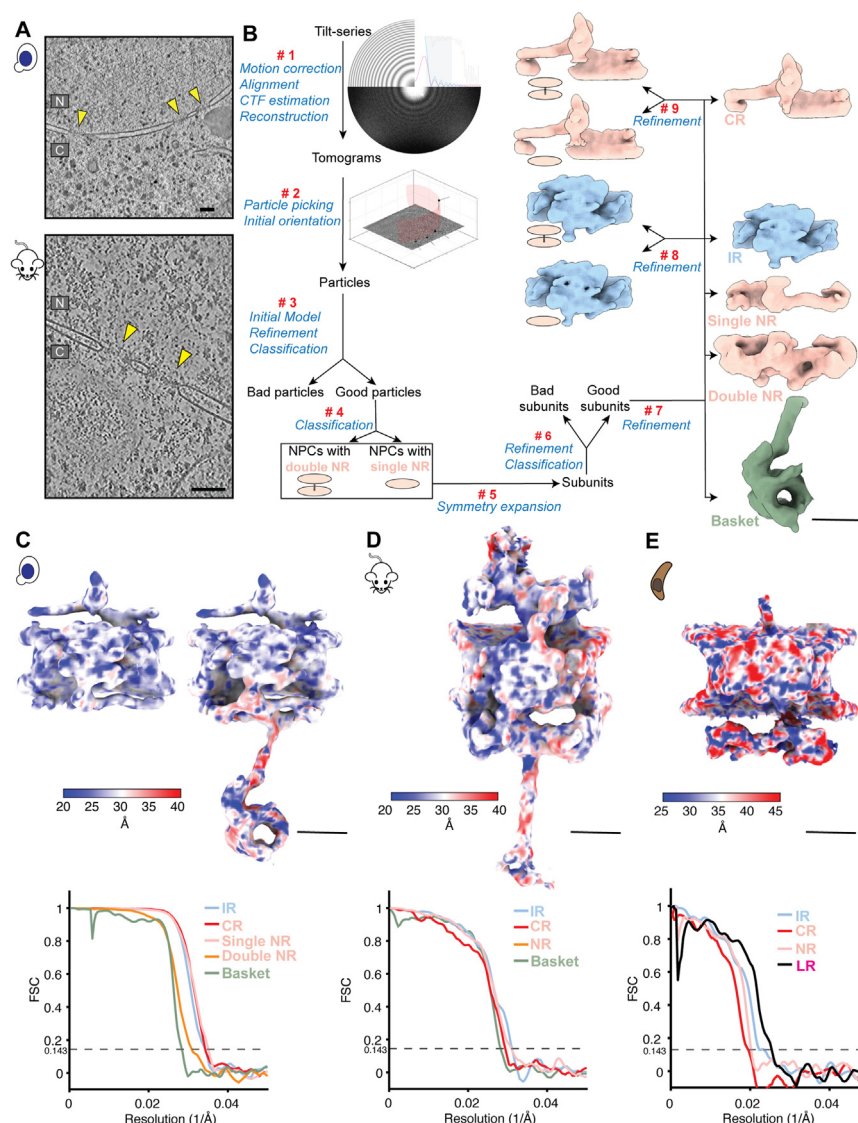 A
N
C
N
C
B
Tilt-series
# 1
Motion correction
Alignment
CTF estimation
Reconstruction
Tomograms
# 2
Particle picking
Initial orientation
Particles
# 3
Initial Model
Refinement
Classification
Bad particles
Good particles
# 4
Classification
NPCs with
double NR
NPCs with
single NR
# 5
Symmetry expansion
Subunits
# 6
Refinement
Classification
Bad
subunits
Good
subunits
# 7
Refinement
# 9
Refinement
CR
# 8
Refinement
IR
Single NR
Double NR
Basket
C
20 25 30 35 40
Å
D
20 25 30 35 40
Å
E
25 30 35 40 45
Å
IR
CR
Single NR
Double NR
Basket
FSC
1
0.8
0.6
0.4
0.2
0.143
0
0 0.02 0.04
Resolution (1/Å)
IR
CR
NR
Basket
FSC
1
0.8
0.6
0.4
0.2
0.143
0
0 0.02 0.04
Resolution (1/Å)
IR
CR
NR
LR
FSC
1
0.8
0.6
0.4
0.2
0.143
0
0 0.02 0.04
Resolution (1/Å)